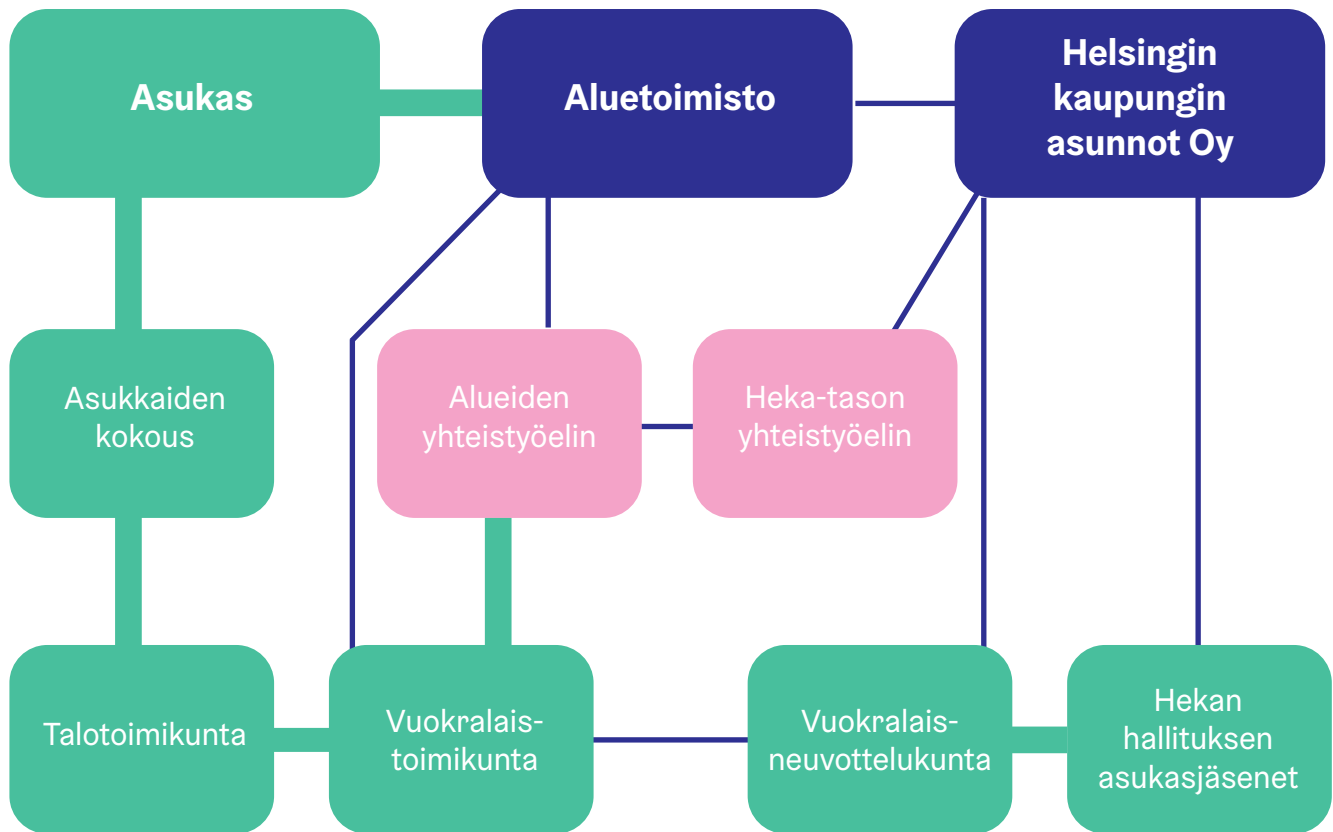 Asukas
Aluetoimisto
Helsingin
kaupungin
asunnot Oy
Asukkaiden
kokous
Alueiden
yhteistyöelin
Heka-tason
yhteistyöelin
Talotoimikunta
Vuokralais-
toimikunta
Vuokralais-
neuvottelukunta
Hekan
hallituksen
asukasjäsenet